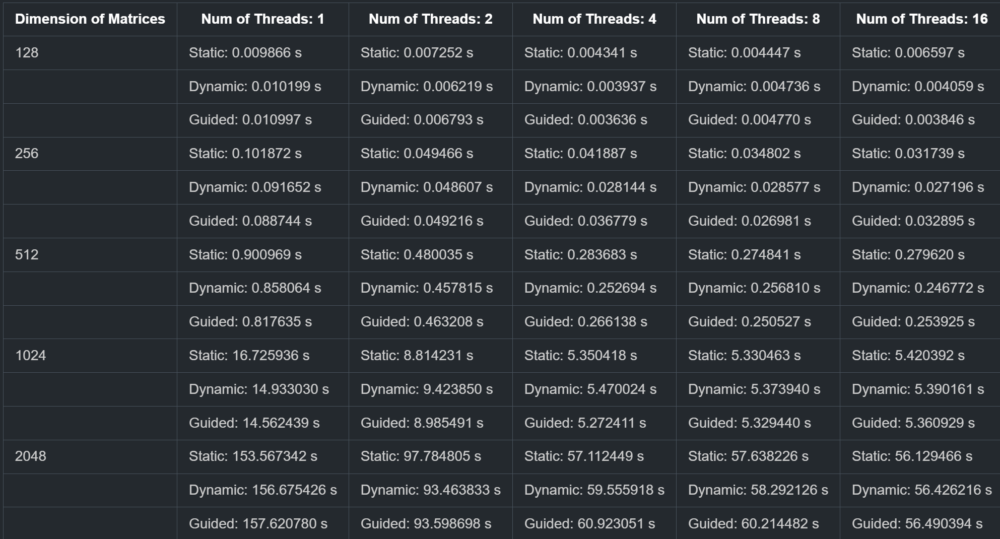 Dimension of Matrices Num of Threads: 1 Num of Threads: 2 Num of Threads: 4 Num of Threads: 8 Num of Threads: 16
128 Static: 0.009866 s Static: 0.007252 s Static: 0.004341 s Static: 0.004447 s Static: 0.006597 s
Dynamic: 0.010199 s Dynamic: 0.006219 s Dynamic: 0.003937 s Dynamic: 0.004736 s Dynamic: 0.004059 s
Guided: 0.010997 s Guided: 0.006793 s Guided: 0.003636 s Guided: 0.004770 s Guided: 0.003846 s
256 Static: 0.101872 s Static: 0.049466 s Static: 0.041887 s Static: 0.034802 s Static: 0.031739 s
Dynamic: 0.091652 s Dynamic: 0.048607 s Dynamic: 0.028144 s Dynamic: 0.028577 s Dynamic: 0.027196 s
Guided: 0.088744 s Guided: 0.049216 s Guided: 0.036779 s Guided: 0.026981 s Guided: 0.032895 s
512 Static: 0.900969 s Static: 0.480035 s Static: 0.283683 s Static: 0.274841 s Static: 0.279620 s
Dynamic: 0.858064 s Dynamic: 0.457815 s Dynamic: 0.252694 s Dynamic: 0.256810 s Dynamic: 0.246772 s
Guided: 0.817635 s Guided: 0.463208 s Guided: 0.266138 s Guided: 0.250527 s Guided: 0.253925 s
1024 Static: 16.725936 s Static: 8.814231 s Static: 5.350418 s Static: 5.330463 s Static: 5.420392 s
Dynamic: 14.933030 s Dynamic: 9.423850 s Dynamic: 5.470024 s Dynamic: 5.373940 s Dynamic: 5.390161 s
Guided: 14.562439 s Guided: 8.985491 s Guided: 5.272411 s Guided: 5.329440 s Guided: 5.360929 s
2048 Static: 153.567342 s Static: 97.784805 s Static: 57.112449 s Static: 57.638226 s Static: 56.129466 s
Dynamic: 156.675426 s Dynamic: 93.463833 s Dynamic: 59.555918 s Dynamic: 58.292126 s Dynamic: 56.426216 s
Guided: 157.620780 s Guided: 93.598698 s Guided: 60.923051 s Guided: 60.214482 s Guided: 56.490394 s